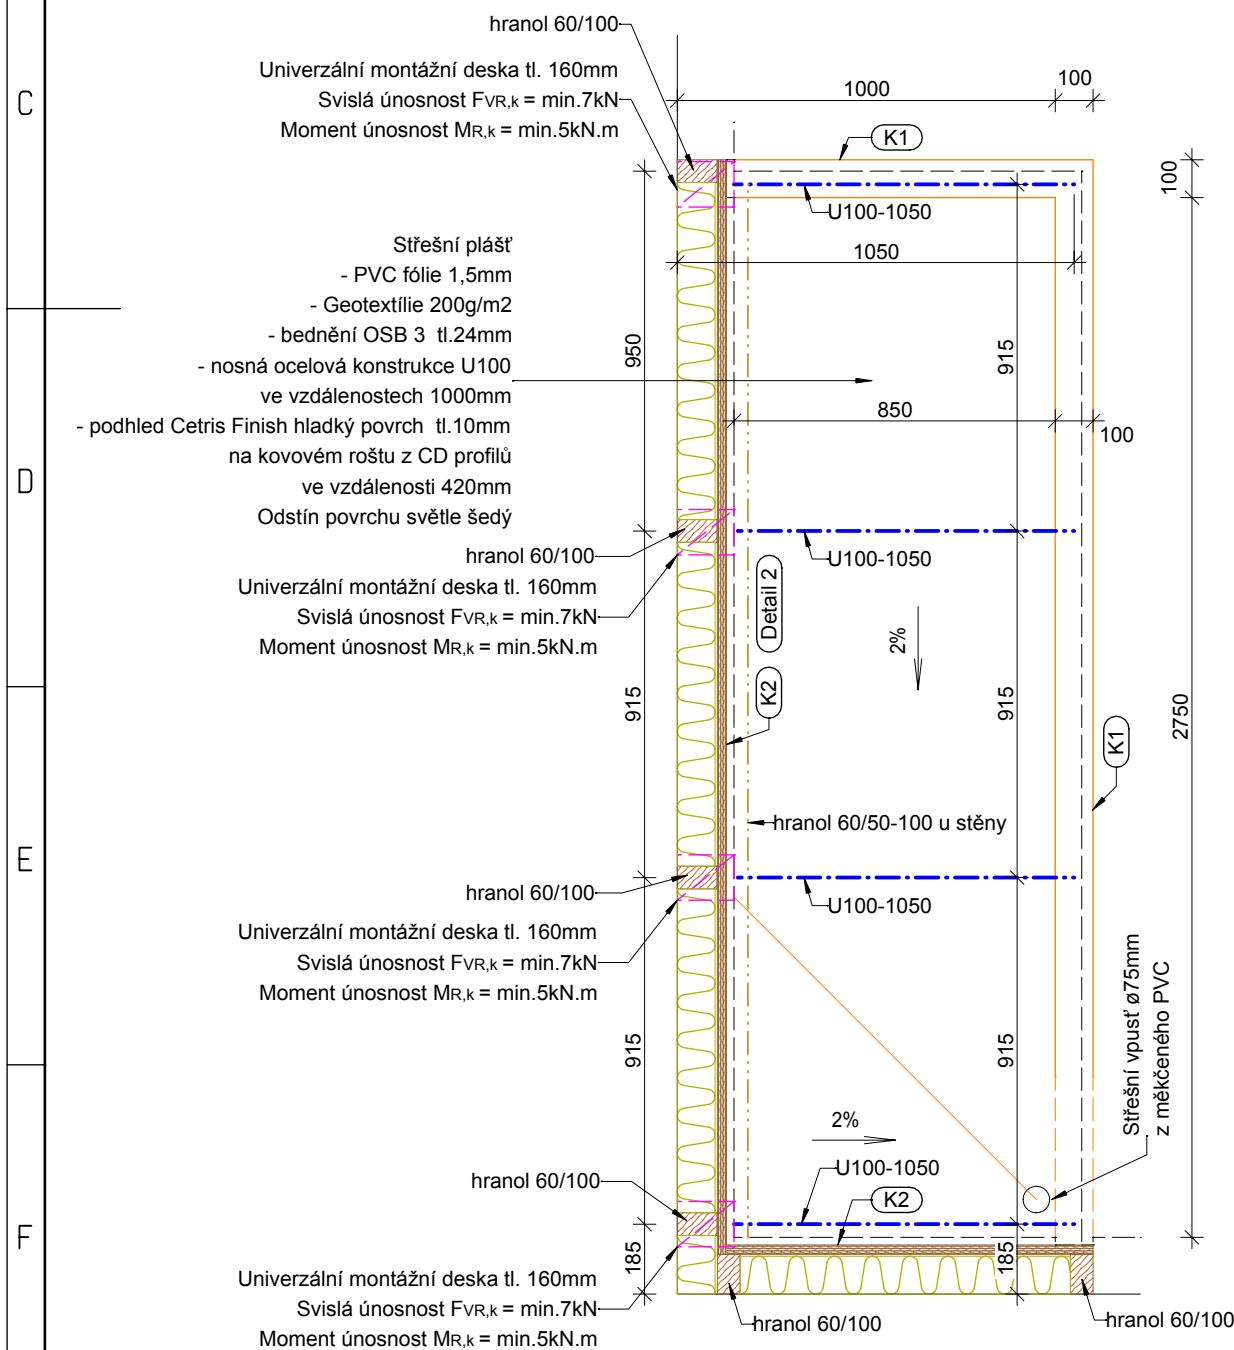 hranol 60/100
Univerzální montážní deska tl. 160mm
Svislá únosnost FVR,k = min.7kN
Moment únosnost MR,k = min.5kN.m
C
1000
100
K1
100
U100-1050
1050
Střešní plášť
- PVC fólie 1,5mm
- Geotextílie 200g/m2
- bednění OSB 3 tl.24mm
- nosná ocelová konstrukce U100
ve vzdálenostech 1000mm
- podhled Cetris Finish hladký povrch tl.10mm
na kovovém roštu z CD profilů
ve vzdálenosti 420mm
Odstín povrchu světle šedý
950
915
850
100
D
hranol 60/100
Univerzální montážní deska tl. 160mm
Svislá únosnost FVR,k = min.7kN
Moment únosnost MR,k = min.5kN.m
U100-1050
Detail 2
2%
K2
915
915
2750
K1
hranol 60/50-100 u stěny
E
hranol 60/100
Univerzální montážní deska tl. 160mm
Svislá únosnost FVR,k = min.7kN
Moment únosnost MR,k = min.5kN.m
U100-1050
915
915
Střešní vpusť ø75mm
z měkčeného PVC
2%
U100-1050
K2
hranol 60/100
F
185
185
Univerzální montážní deska tl. 160mm
Svislá únosnost FVR,k = min.7kN
Moment únosnost MR,k = min.5kN.m
hranol 60/100
hranol 60/100